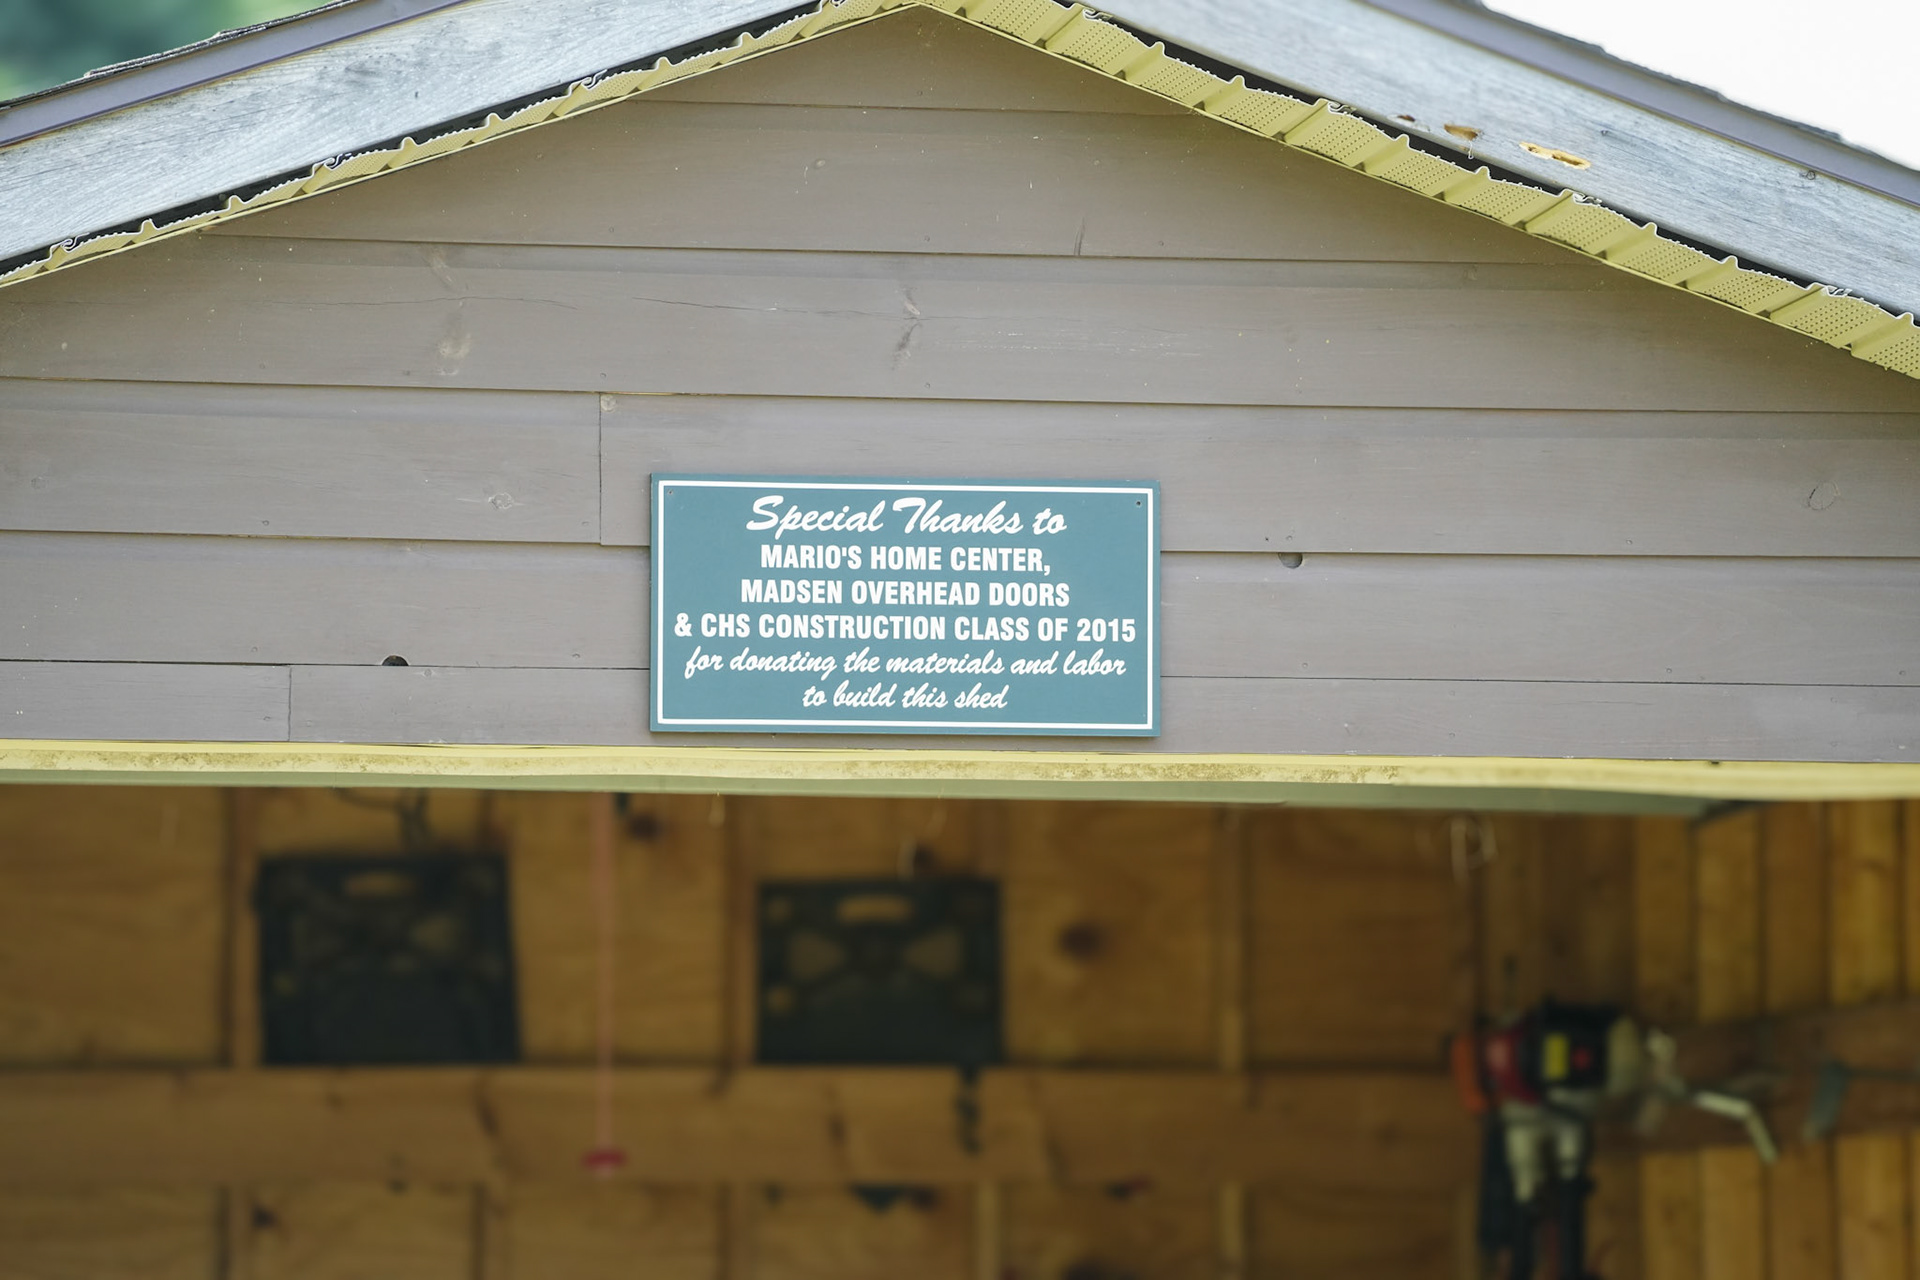 Special Thanks to
MARIO'S HOME CENTER,
MADSEN OVERHEAD DOORS
& CHS CONSTRUCTION CLASS OF 2015
for donating the materials and labor
to build this shed